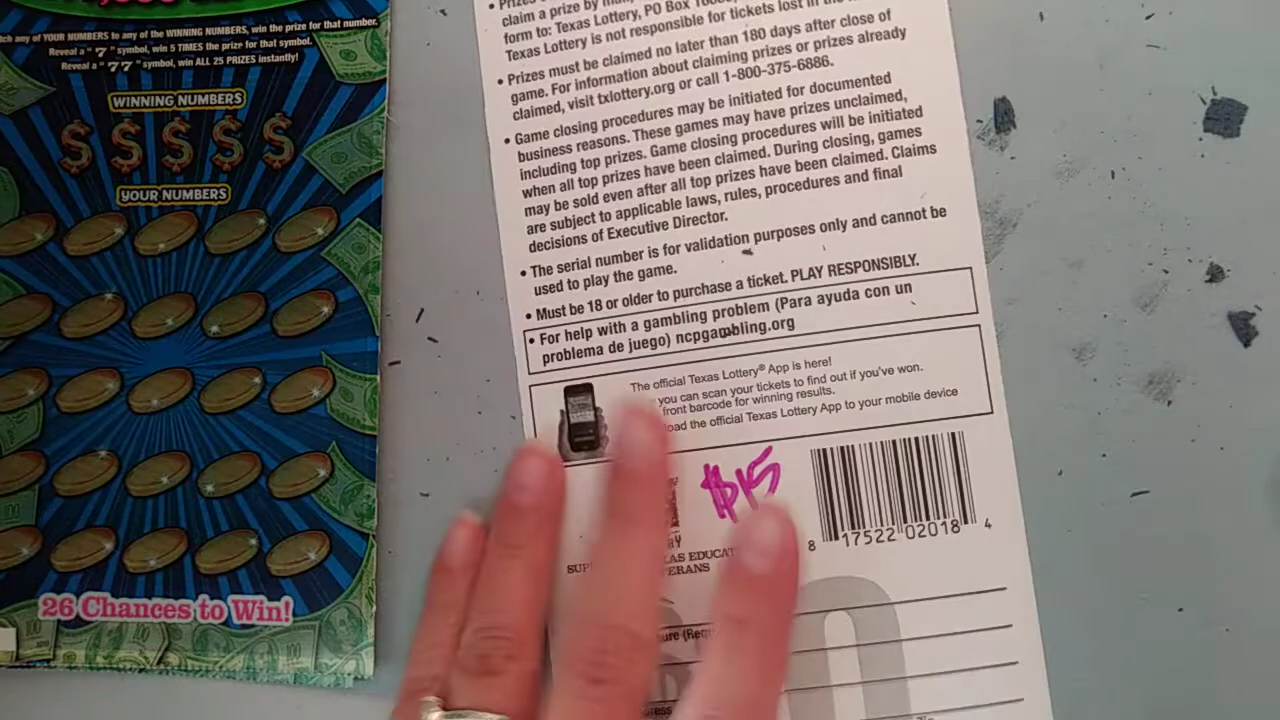 ch any of YOUR NUMBERS to any of the WINNING NUMBERS, win the prize for that number.
Reveal a "7" symbol, win 5 TIMES the prize for that symbol.
Reveal a "77" symbol, win ALL 25 PRIZES instantly!
WINNING NUMBERS
$ $ $ $ $
YOUR NUMBERS
26 Chances to Win!
claim a prize by
form to: Texas Lottery, PO Box
Texas Lottery is not responsible for tickets lost in the
• Prizes must be claimed no later than 180 days after close of
game. For information about claiming prizes or prizes already
claimed, visit txlottery.org or call 1-800-375-6886.
• Game closing procedures may be initiated for documented
business reasons. These games may have prizes unclaimed,
including top prizes. Game closing procedures will be initiated
when all top prizes have been claimed. During closing, games
may be sold even after all top prizes have been claimed. Claims
are subject to applicable laws, rules, procedures and final
decisions of Executive Director.
• The serial number is for validation purposes only and cannot be
used to play the game.
• Must be 18 or older to purchase a ticket. PLAY RESPONSIBLY.
• For help with a gambling problem (Para ayuda con un
problema de juego) ncpgambling.org
The official Texas Lottery® App is here!
you can scan your tickets to find out if you've won.
front barcode for winning results.
oad the official Texas Lottery App to your mobile device
$15
8 17522 02018 4
SUP
AS EDUCAT
ERANS
ure (Req
ress